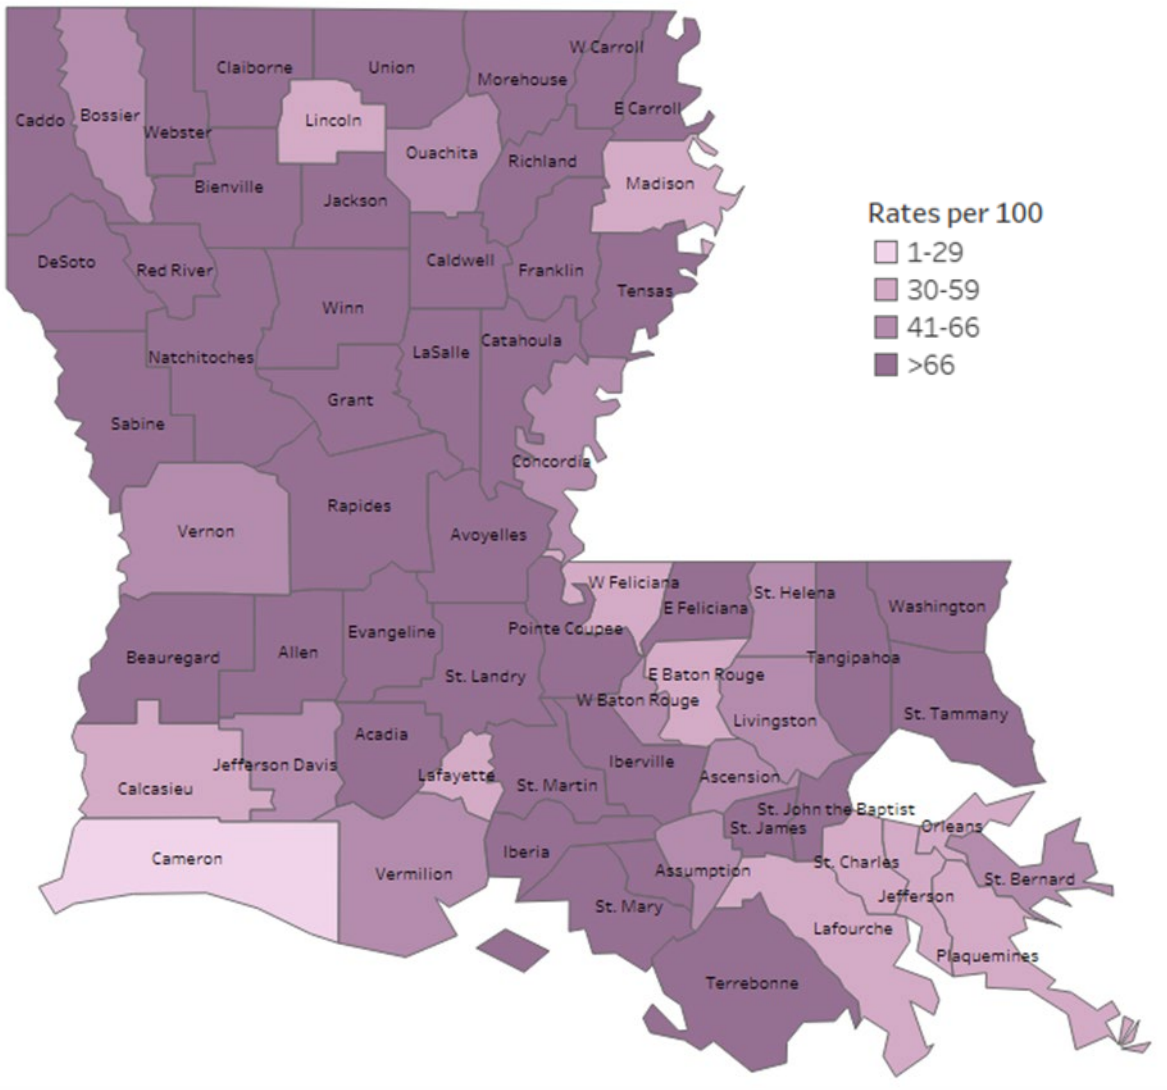 W Carroll
Claiborne
Union
Morehouse
E Carroll
Caddo
Bossier
Webster
Lincoln
Ouachita
Richland
Madison
Bienville
Jackson
Rates per 100
1-29
30-59
41-66
>66
DeSoto
Red River
Caldwell
Franklin
Tensas
Winn
Natchitoches
LaSalle
Catahoula
Grant
Sabine
Concordia
Vernon
Rapides
Avoyelles
W Feliciana
St. Helena
E Feliciana
Washington
Beauregard
Allen
Evangeline
Pointe Coupee
Tangipahoa
St. Landry
E Baton Rouge
W Baton Rouge
Livingston
St. Tammany
Acadia
Calcasieu
Jefferson Davis
Lafayette
St. Martin
Iberville
Ascension
St. John the Baptist
St. James
Orleans
Cameron
Vermilion
Iberia
Assumption
St. Charles
St. Bernard
St. Mary
Jefferson
Lafourche
Plaquemines
Terrebonne